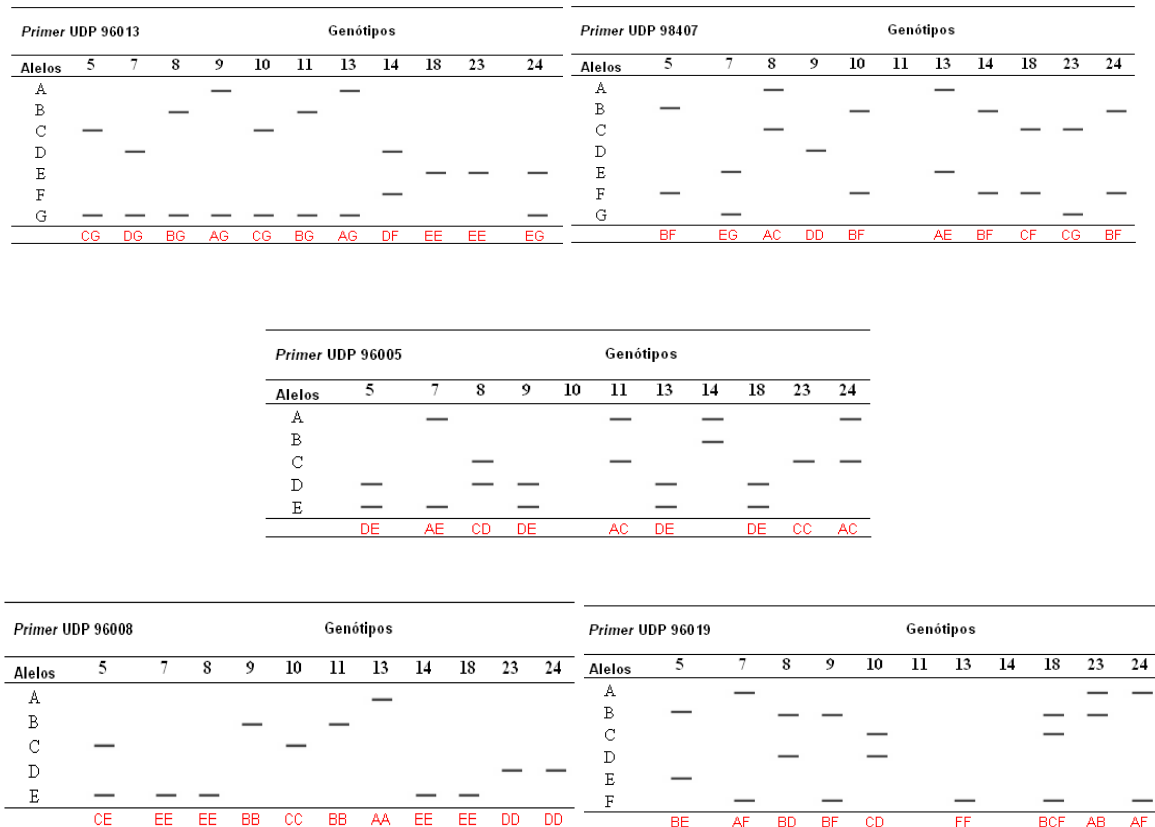 Primer UDP 96013 Genótipos
Alelos 5 7 8 9 10 11 13 14 18 23 24
A
B
C
D
E
F
G
CG DG BG AG CG BG AG DF EE EE EG
Primer UDP 98407 Genótipos
Alelos 5 7 8 9 10 11 13 14 18 23 24
A
B
C
D
E
F
G
BF EG AC DD BF AE BF CF CG BF
Primer UDP 96005 Genótipos
Alelos 5 7 8 9 10 11 13 14 18 23 24
A
B
C
D
E
DE AE CD DE AC DE DE CC AC
Primer UDP 96008 Genótipos
Alelos 5 7 8 9 10 11 13 14 18 23 24
A
B
C
D
E
CE EE EE BB CC BB AA EE EE DD DD
Primer UDP 96019 Genótipos
Alelos 5 7 8 9 10 11 13 14 18 23 24
A
B
C
D
E
F
BE AF BD BF CD FF BCF AB AF